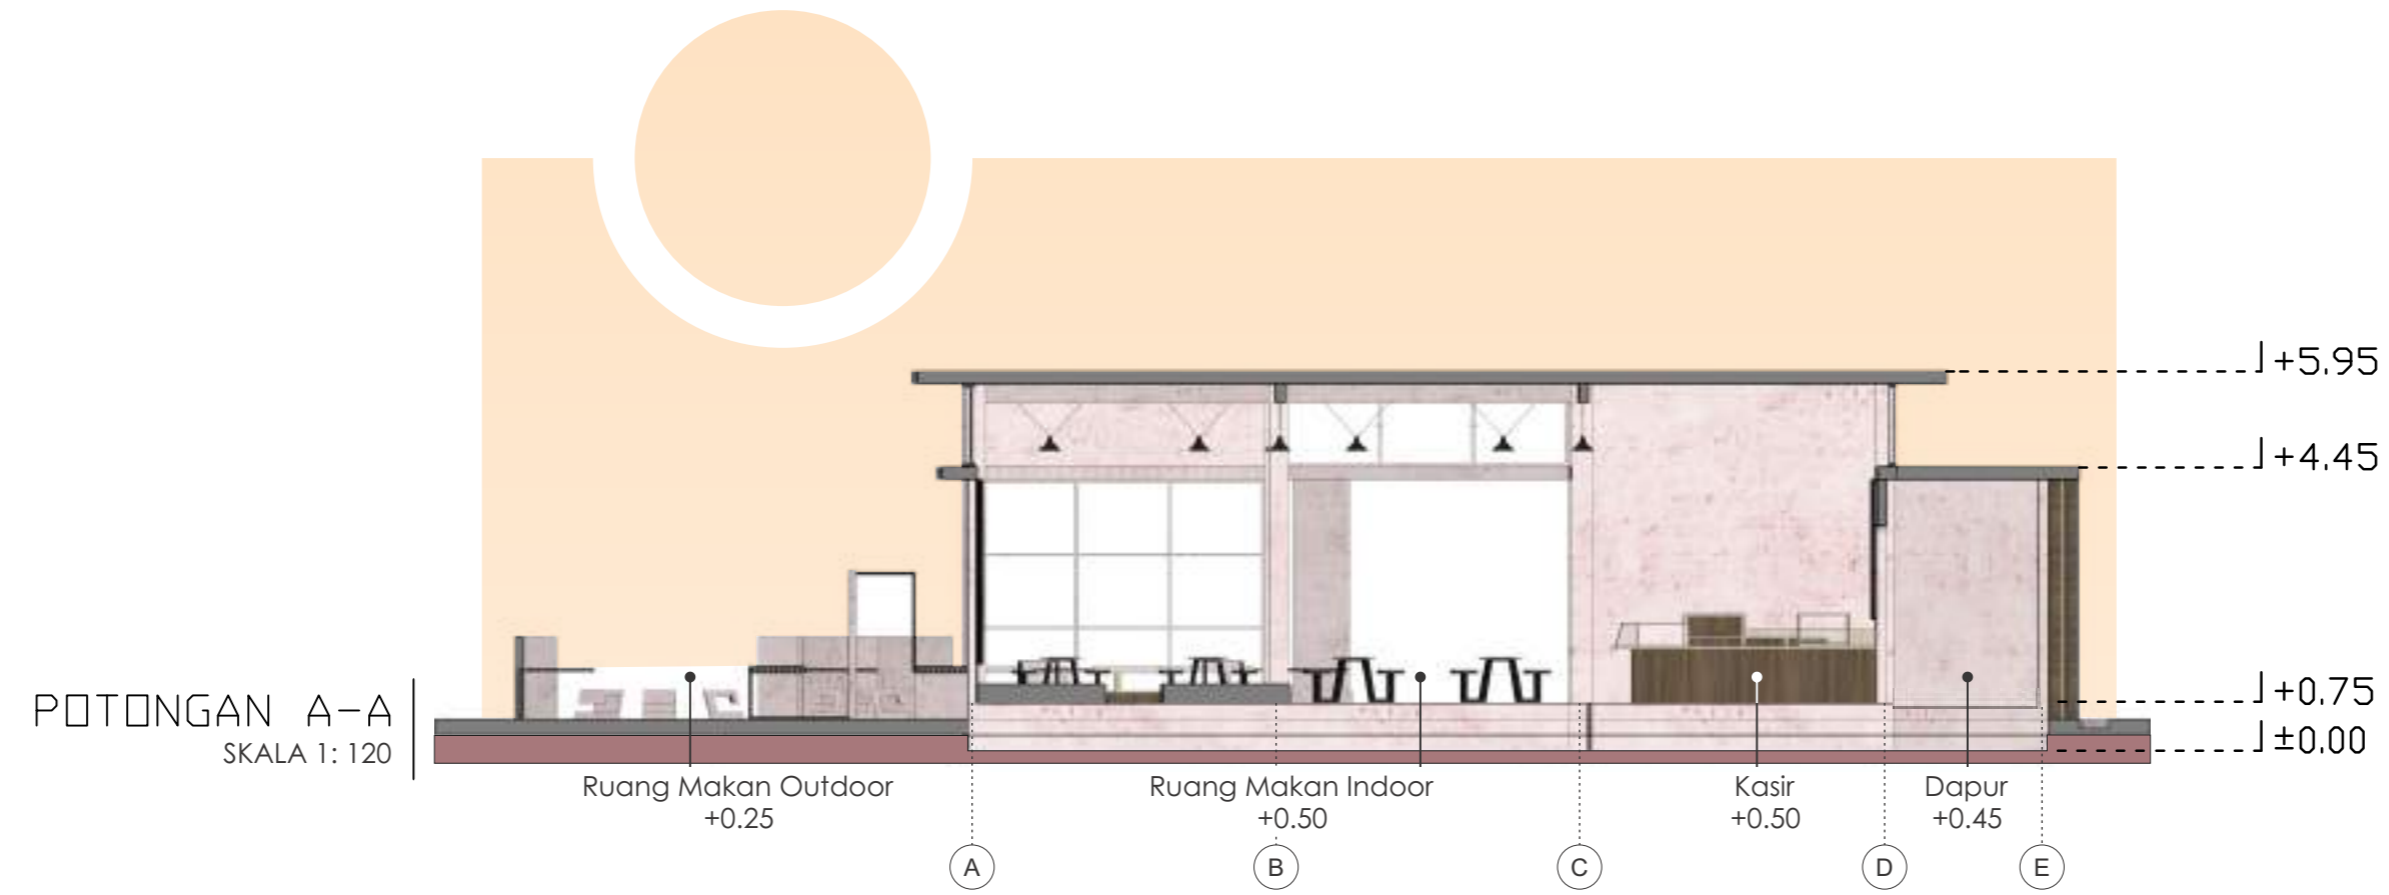 +5.95
+4.45
+0.75
±0.00
POTONGAN A-A
SKALA 1: 120
Ruang Makan Outdoor
+0.25
Ruang Makan Indoor
+0.50
Kasir
+0.50
Dapur
+0.45
A
B
C
D
E